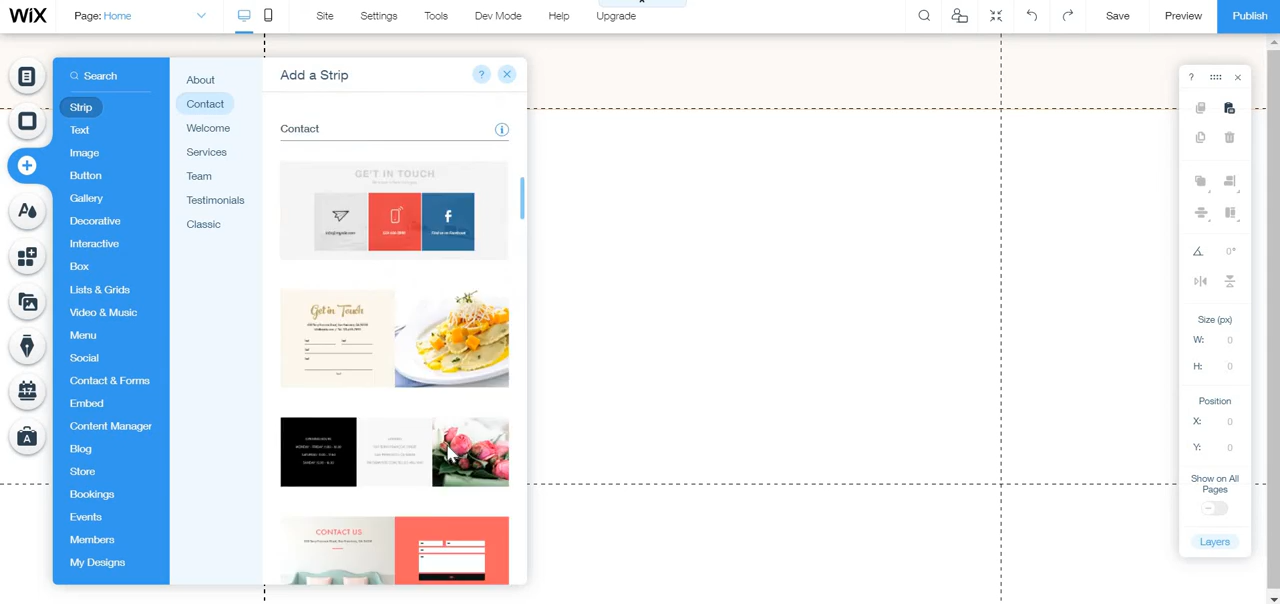 WiX
Page: Home
Site
Settings
Tools
Dev Mode
Help
Upgrade
Save
Preview
Publish
Search
Strip
Text
Image
Button
Gallery
Decorative
Interactive
Box
Lists & Grids
Video & Music
Menu
Social
Contact & Forms
Embed
Content Manager
Blog
Store
Bookings
Events
Members
My Designs
About
Contact
Welcome
Services
Team
Testimonials
Classic
Add a Strip
?
Contact
GET IN TOUCH
Get in Touch
CONTACT US
17
A
?
0°
Size (px)
W: 0
H: 0
Position
X: 0
Y: 0
Show on All
Pages
Layers